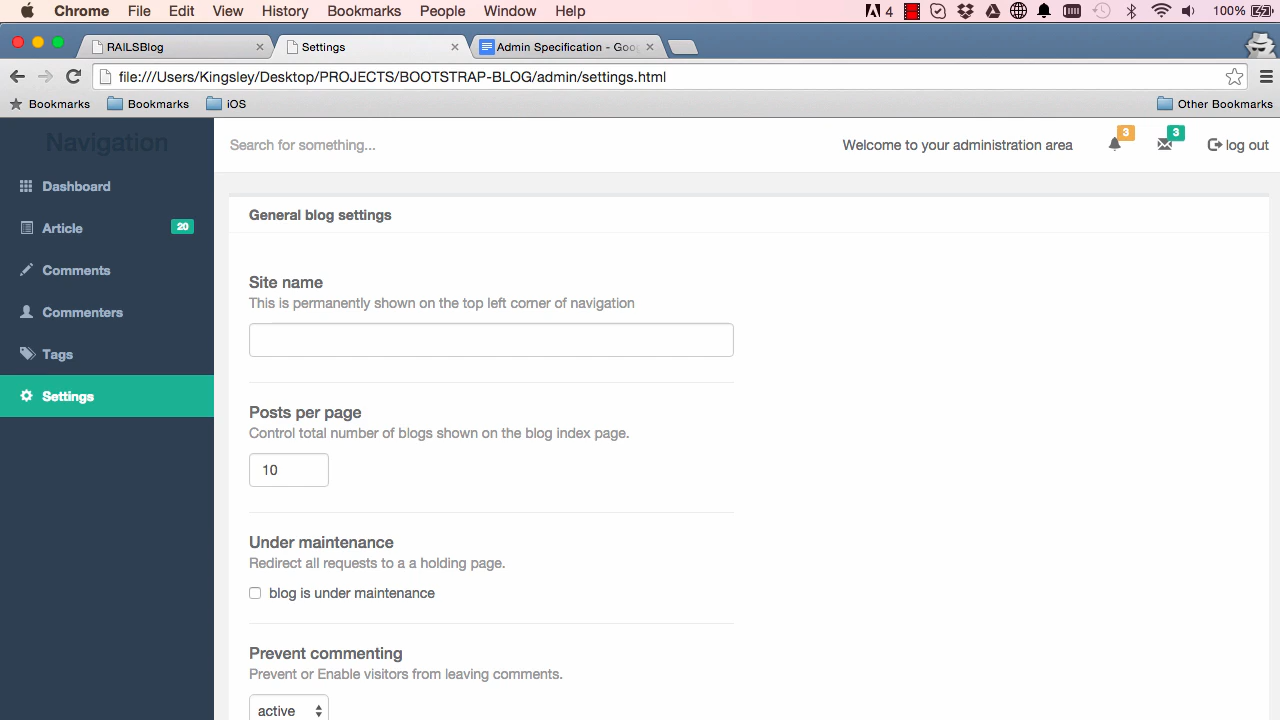 Chrome File Edit View History Bookmarks People Window Help 4 100%
RAILSBlog Settings Admin Specification - Goo
file:///Users/Kingsley/Desktop/PROJECTS/BOOTSTRAP-BLOG/admin/settings.html
Bookmarks Bookmarks iOS Other Bookmarks
Navigation
Dashboard
Article 20
Comments
Commenters
Tags
Settings
Search for something... Welcome to your administration area 3 3 log out
General blog settings
Site name
This is permanently shown on the top left corner of navigation
Posts per page
Control total number of blogs shown on the blog index page.
10
Under maintenance
Redirect all requests to a a holding page.
blog is under maintenance
Prevent commenting
Prevent or Enable visitors from leaving comments.
active